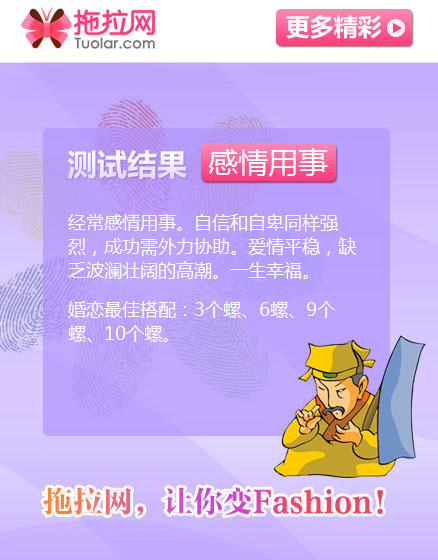 拖拉网
Tuolar.com
更多精彩
测试结果 感情用事
经常感情用事。自信和自卑同样强
烈，成功需外力协助。爱情平稳，缺
乏波澜壮阔的高潮。一生幸福。
婚恋最佳搭配：3个螺、6螺、9个
螺、10个螺。
拖拉网，让你变Fashion！